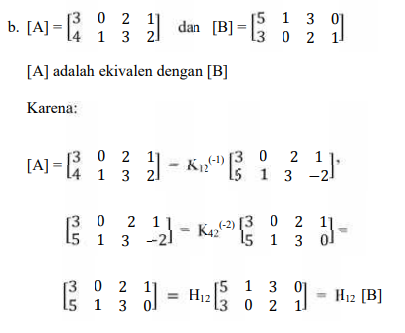 b. [A] = [3 0 2 1; 4 1 3 2] dan [B] = [5 1 3 0; 3 0 2 1]
[A] adalah ekivalen dengan [B]
Karena:
[A] = [3 0 2 1; 4 1 3 2] − K₁₂⁽⁻¹⁾ [3 0 2 1; 5 1 3 −2],
[3 0 2 1; 5 1 3 −2] − K₄₂⁽⁻²⁾ [3 0 2 1; 5 1 3 0] =
[3 0 2 1; 5 1 3 0] = H₁₂ [5 1 3 0; 3 0 2 1] = H₁₂ [B]